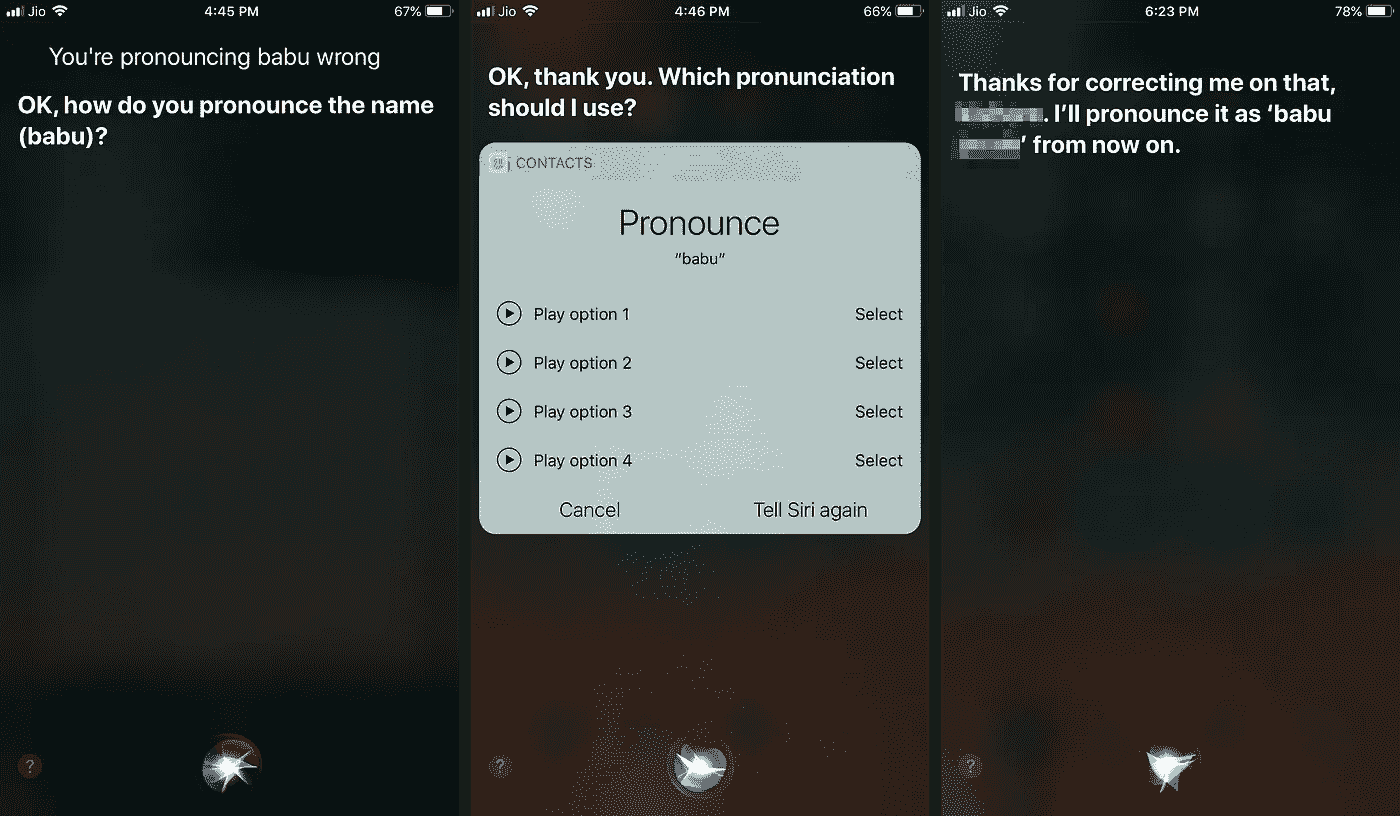 Jio 4:45 PM 67%
You're pronouncing babu wrong
OK, how do you pronounce the name
(babu)?
?
Jio 4:46 PM 66%
OK, thank you. Which pronunciation
should I use?
CONTACTS
Pronounce
"babu"
Play option 1 Select
Play option 2 Select
Play option 3 Select
Play option 4 Select
Cancel Tell Siri again
?
Jio 6:23 PM 78%
Thanks for correcting me on that,
. I'll pronounce it as ‘babu
’ from now on.
?